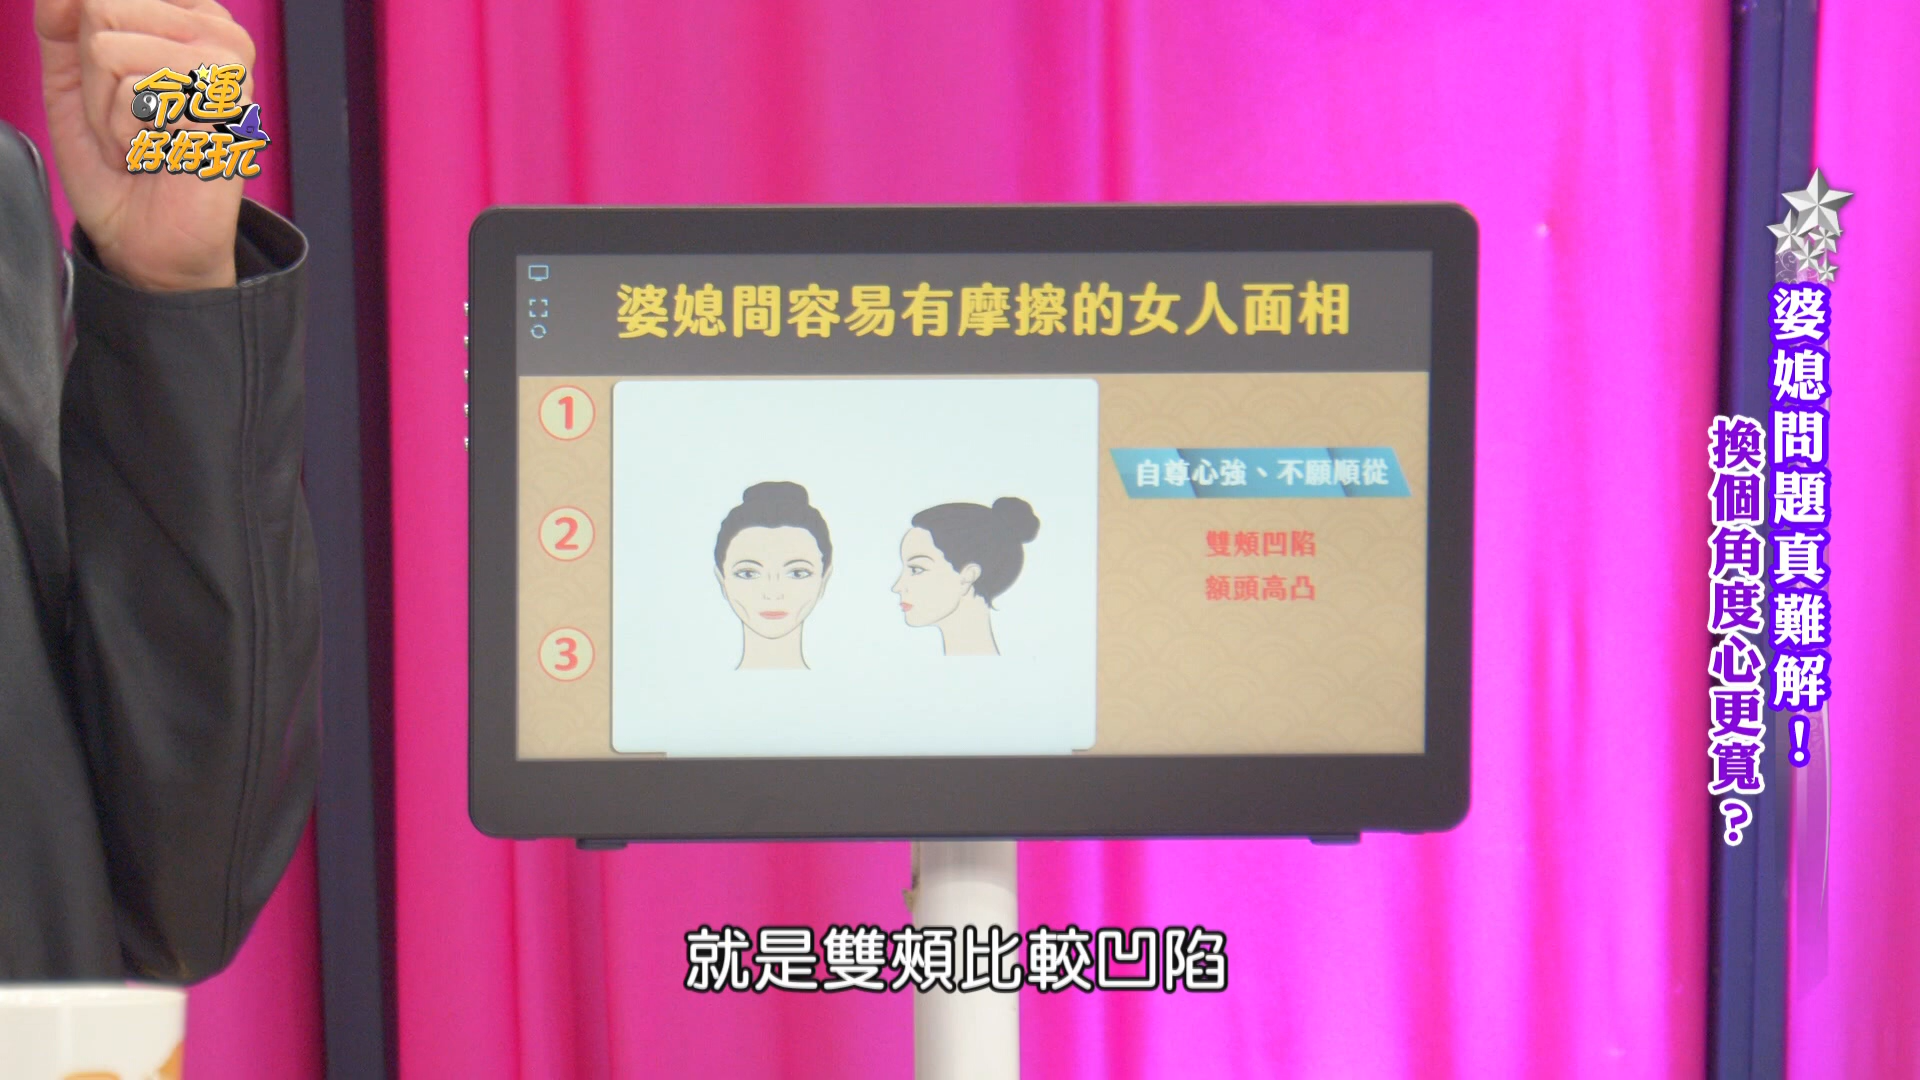 命運
好好玩
婆媳間容易有摩擦的女人面相
1
2
3
自尊心強、不願順從
雙頰凹陷
額頭高凸
婆媳問題真難解！
換個角度心更寬？
就是雙頰比較凹陷